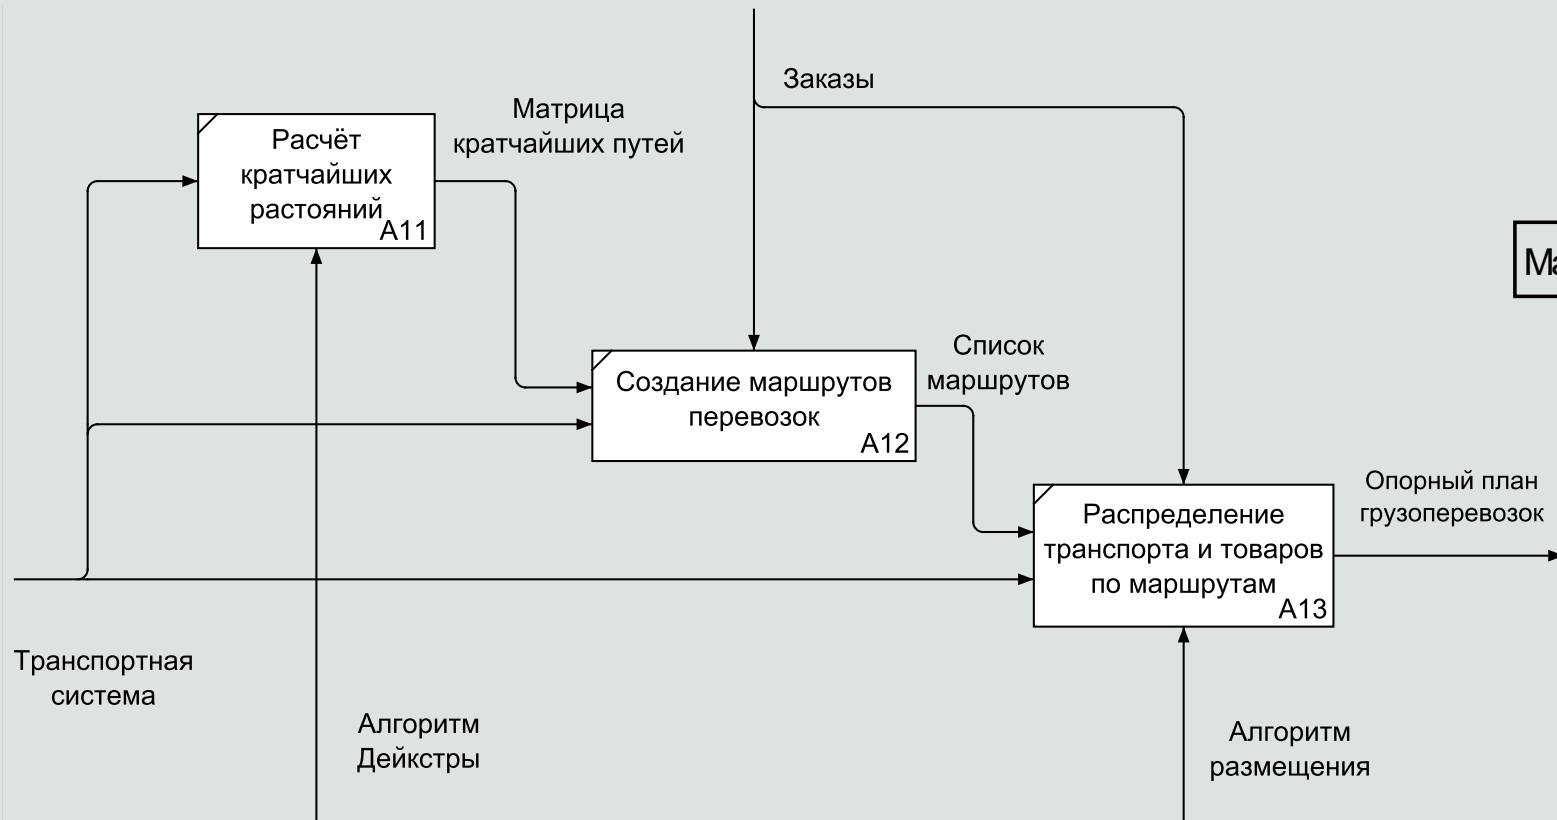 Заказы
Матрица
кратчайших путей
Расчёт
кратчайших
растояний
A11
Ма
Список
маршрутов
Создание маршрутов
перевозок
A12
Опорный план
грузоперевозок
Распределение
транспорта и товаров
по маршрутам
A13
Транспортная
система
Алгоритм
Дейкстры
Алгоритм
размещения